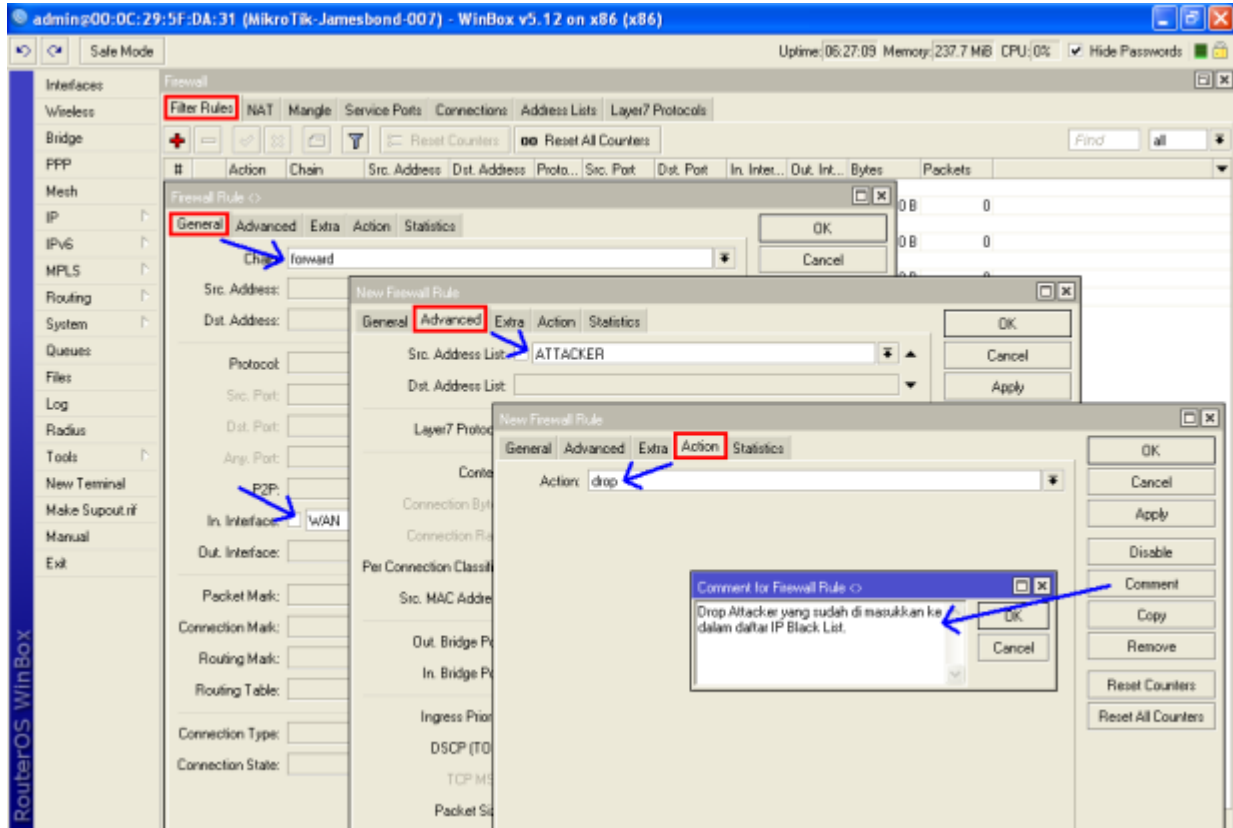 admin@00:0C:29:5F:DA:31 (MikroTik-Jamesbond-007) - WinBox v5.12 on x86 (x86)
Safe Mode
Uptime: 06:27:09 Memory: 237.7 MiB CPU: 0% Hide Passwords
Interfaces
Wireless
Bridge
PPP
Mesh
IP
IPv6
MPLS
Routing
System
Queues
Files
Log
Radius
Tools
New Terminal
Make Supout.rif
Manual
Exit
RouterOS WinBox
Firewall
Filter Rules NAT Mangle Service Ports Connections Address Lists Layer7 Protocols
Reset Counters 00 Reset All Counters Find all
# Action Chain Src. Address Dst. Address Proto... Src. Port Dst. Port In. Inter... Out. Int... Bytes Packets
0 B 0
0 B 0
Firewall Rule <>
General Advanced Extra Action Statistics
OK
Cancel
forward
Src. Address:
Dst. Address:
Protocol:
Src. Port:
Dst. Port:
Any. Port:
P2P:
In. Interface: WAN
Out. Interface:
Packet Mark:
Connection Mark:
Routing Mark:
Routing Table:
Connection Type:
Connection State:
New Firewall Rule
General Advanced Extra Action Statistics
OK
Cancel
Apply
Src. Address List: ATTACKER
Dst. Address List:
Layer7 Protoc
Conte
Connection Byt
Connection Ra
Per Connection Classifi
Src. MAC Addre
Out. Bridge Po
In. Bridge Po
Ingress Prior
DSCP (TO
TCP MS
Packet Siz
New Firewall Rule
General Advanced Extra Action Statistics
Action: drop
OK
Cancel
Apply
Disable
Comment
Copy
Remove
Reset Counters
Reset All Counters
Comment for Firewall Rule <>
Drop Attacker yang sudah di masukkan ke
dalam daftar IP Black List.
OK
Cancel